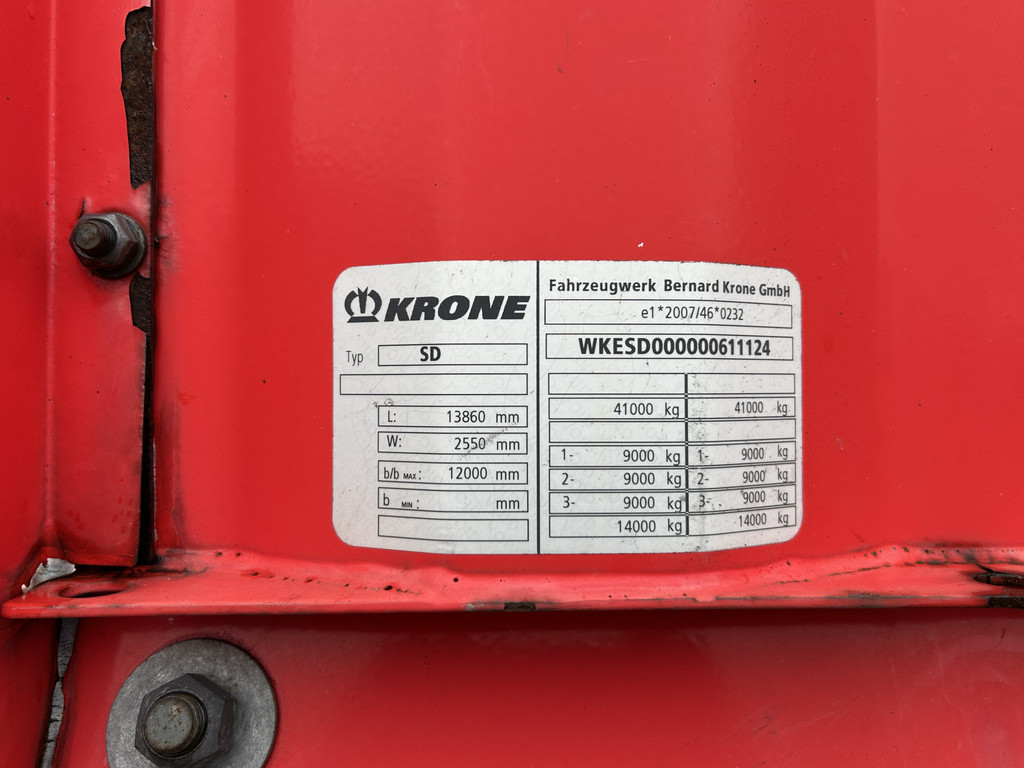 KRONE
Typ SD
L: 13860 mm
W: 2550 mm
b/b MAX: 12000 mm
b MIN: mm
Fahrzeugwerk Bernard Krone GmbH
e1*2007/46*0232
WKESD000000611124
41000 kg 41000 kg
1- 9000 kg 1- 9000 kg
2- 9000 kg 2- 9000 kg
3- 9000 kg 3- 9000 kg
14000 kg 14000 kg